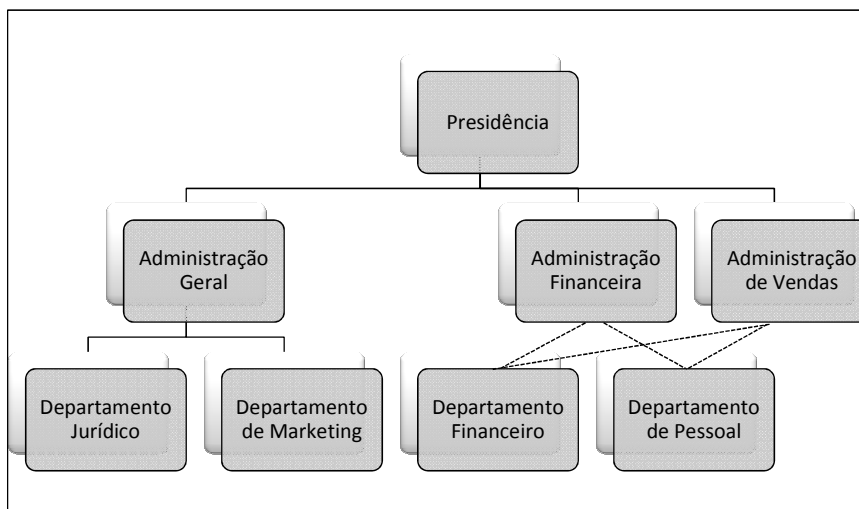 Presidência
Administração
Geral
Administração
Financeira
Administração
de Vendas
Departamento
Jurídico
Departamento
de Marketing
Departamento
Financeiro
Departamento
de Pessoal